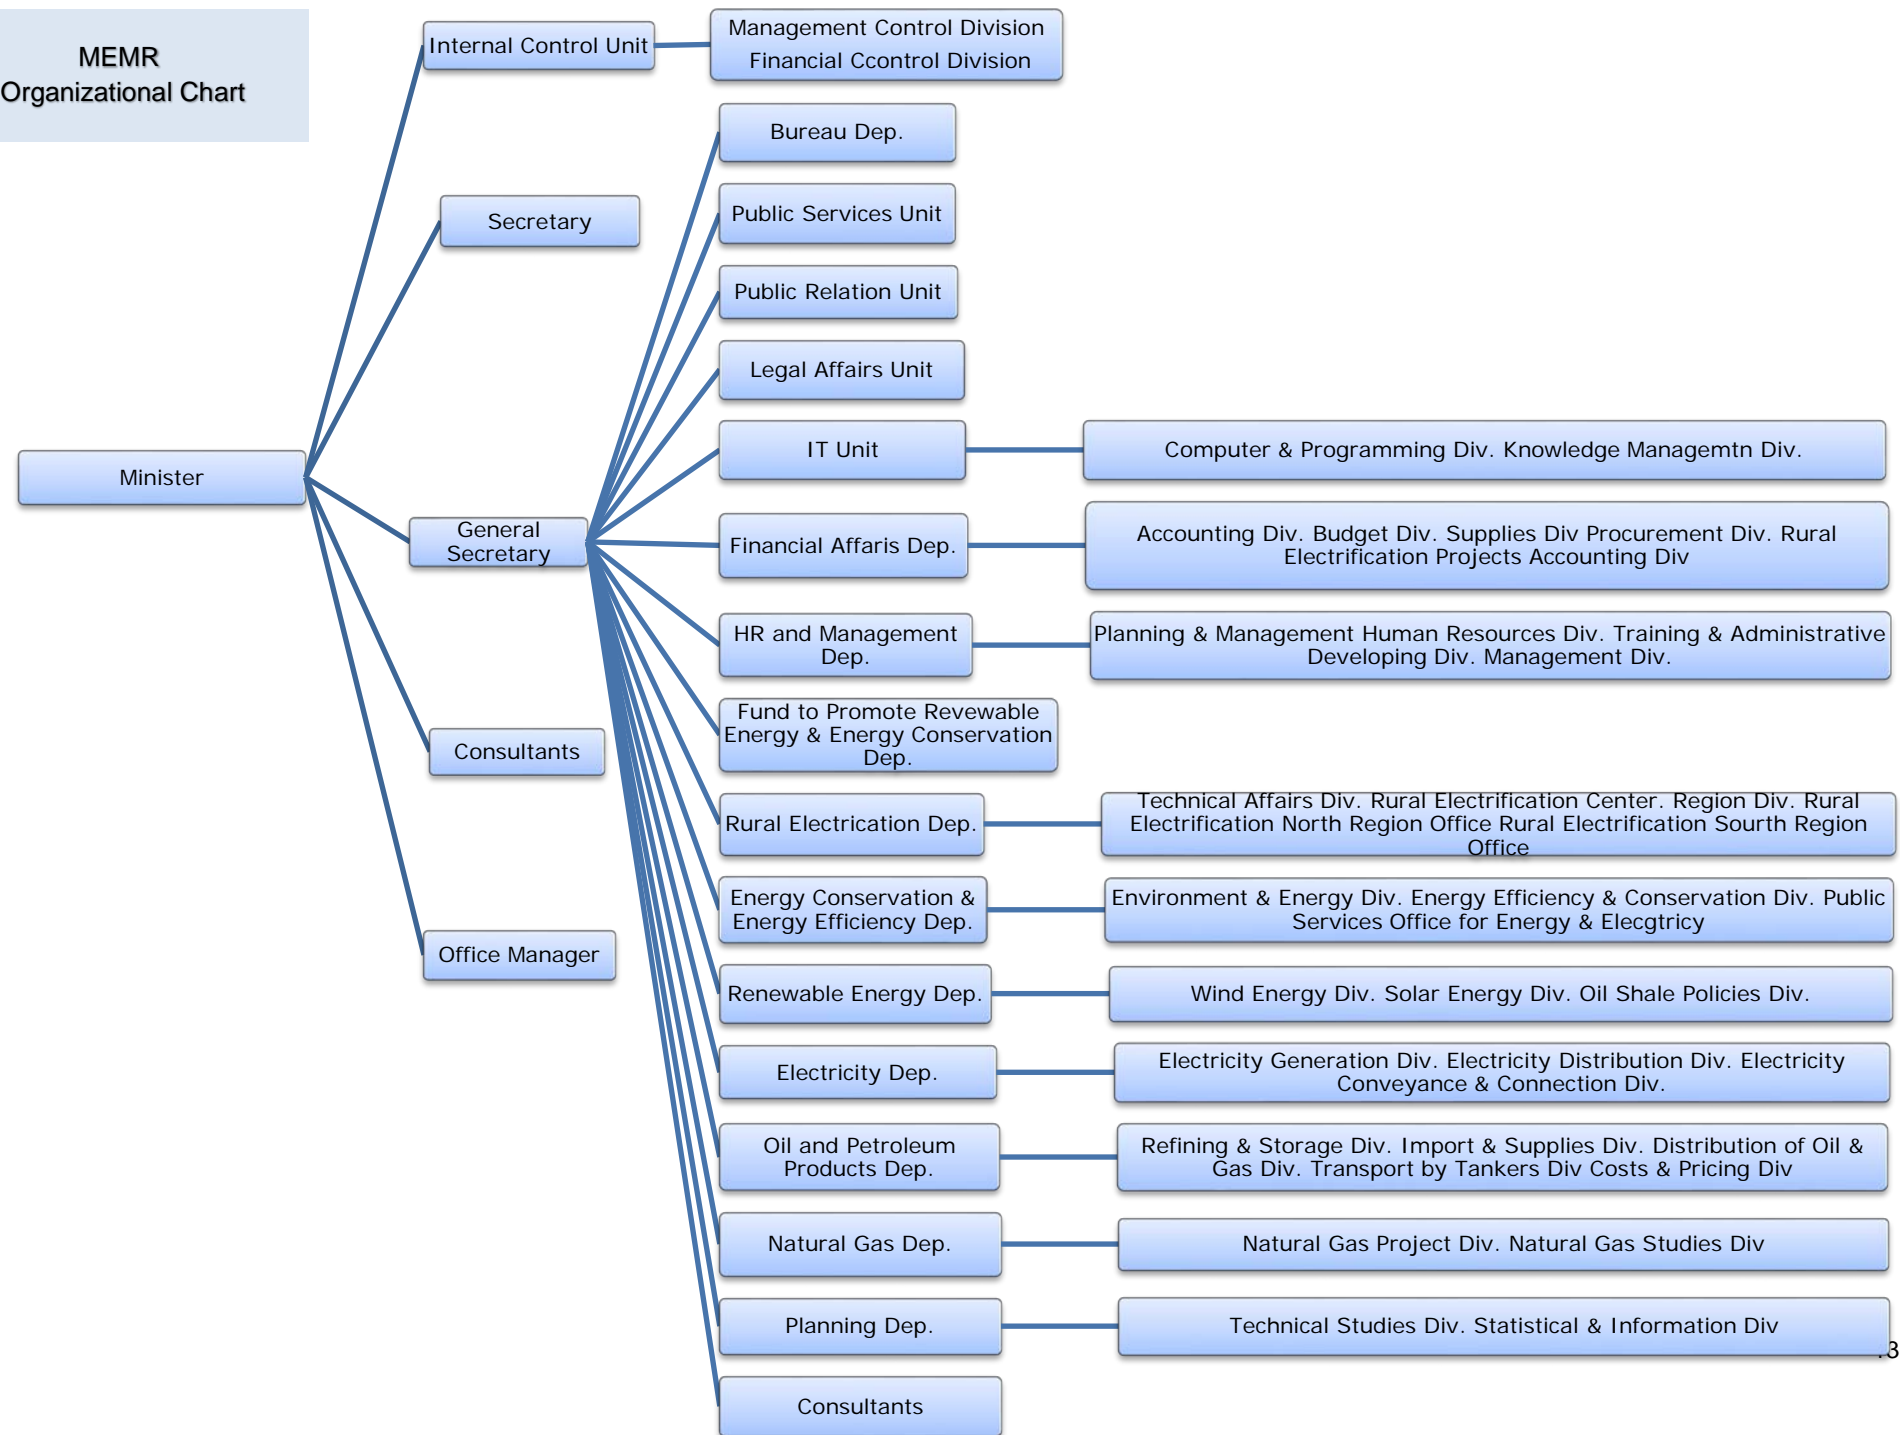 MEMR
Organizational Chart
Internal Control Unit
Management Control Division
Financial Ccontrol Division
Bureau Dep.
Secretary
Public Services Unit
Public Relation Unit
Legal Affairs Unit
IT Unit
Computer & Programming Div. Knowledge Managemtn Div.
Minister
General
Secretary
Financial Affaris Dep.
Accounting Div. Budget Div. Supplies Div Procurement Div. Rural
Electrification Projects Accounting Div
HR and Management
Dep.
Planning & Management Human Resources Div. Training & Administrative
Developing Div. Management Div.
Fund to Promote Revewable
Energy & Energy Conservation
Dep.
Consultants
Rural Electrication Dep.
Technical Affairs Div. Rural Electrification Center. Region Div. Rural
Electrification North Region Office Rural Electrification Sourth Region
Office
Energy Conservation &
Energy Efficiency Dep.
Environment & Energy Div. Energy Efficiency & Conservation Div. Public
Services Office for Energy & Elecgtricy
Office Manager
Renewable Energy Dep.
Wind Energy Div. Solar Energy Div. Oil Shale Policies Div.
Electricity Dep.
Electricity Generation Div. Electricity Distribution Div. Electricity
Conveyance & Connection Div.
Oil and Petroleum
Products Dep.
Refining & Storage Div. Import & Supplies Div. Distribution of Oil &
Gas Div. Transport by Tankers Div Costs & Pricing Div
Natural Gas Dep.
Natural Gas Project Div. Natural Gas Studies Div
Planning Dep.
Technical Studies Div. Statistical & Information Div
.3
Consultants